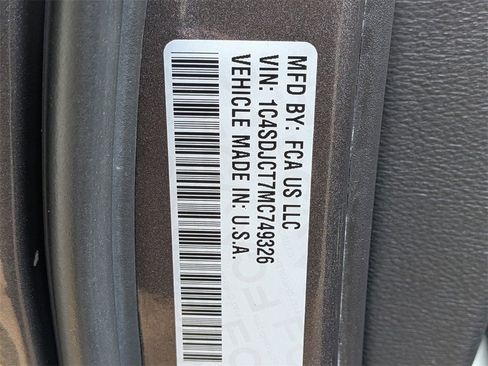 MFD BY: FCA US LLC
VIN: 1C4SDJCT7MC749326
VEHICLE MADE IN: U.S.A.